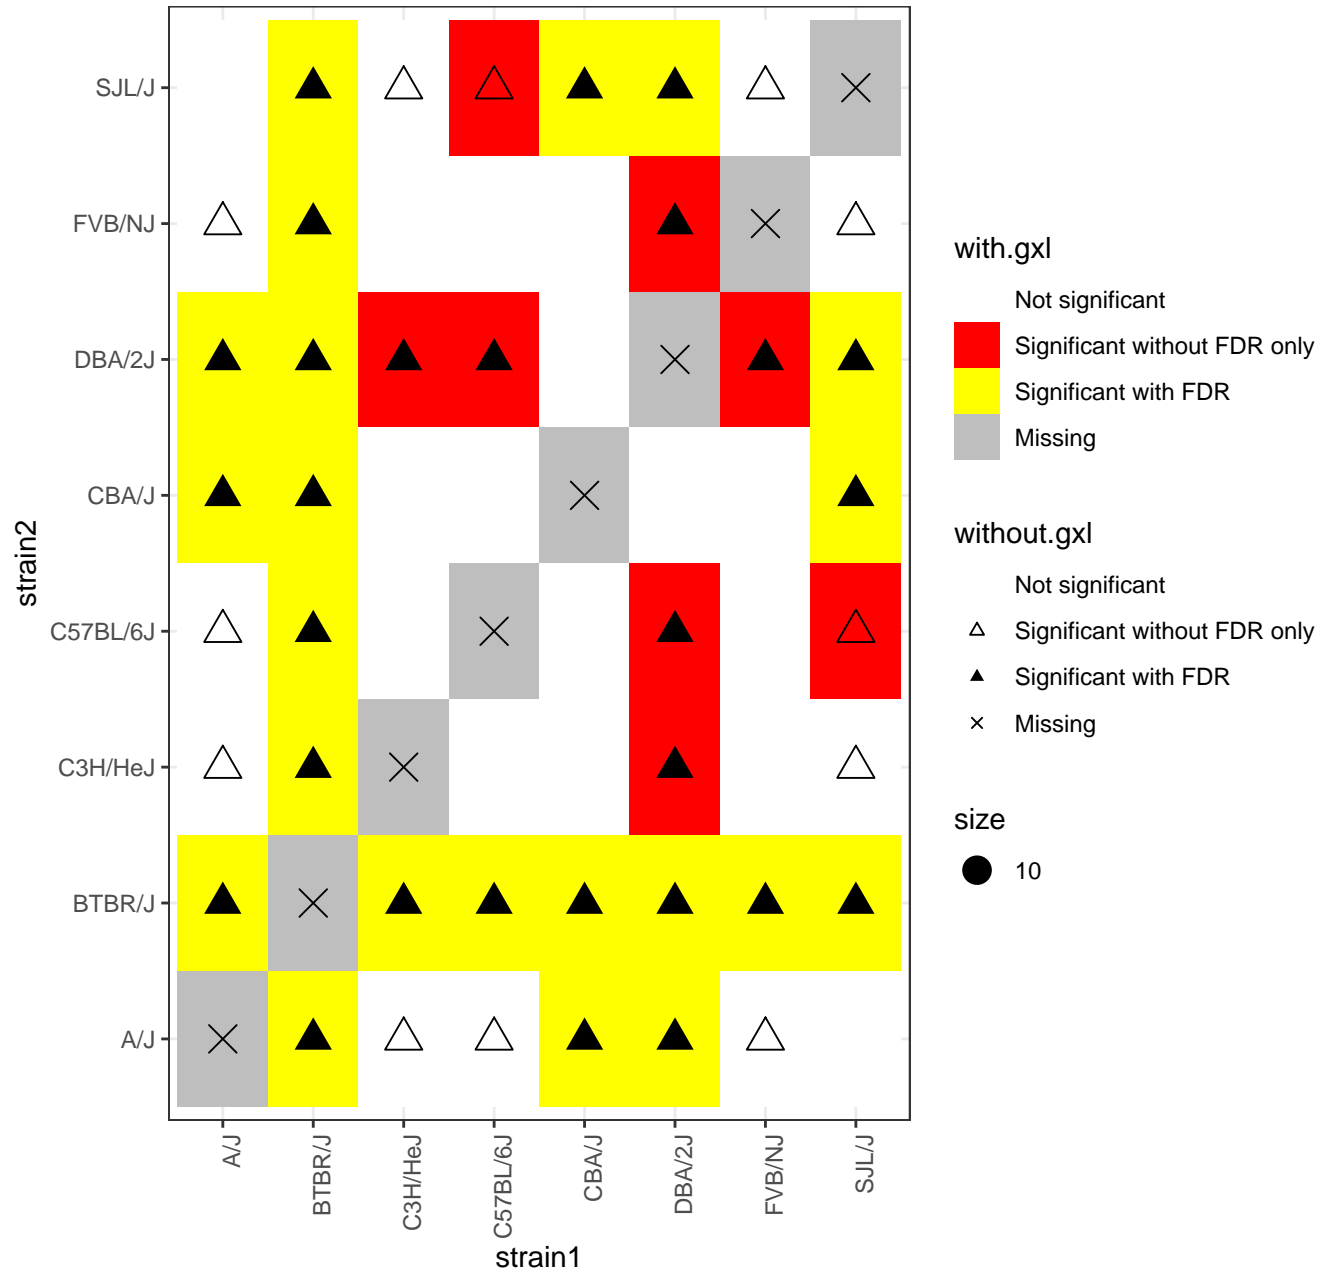 SJL/J
FVB/NJ
DBA/2J
CBA/J
C57BL/6J
C3H/HeJ
BTBR/J
A/J
strain2
A/J
BTBR/J
C3H/HeJ
C57BL/6J
CBA/J
DBA/2J
FVB/NJ
SJL/J
strain1
with.gxl
Not significant
Significant without FDR only
Significant with FDR
Missing
without.gxl
Not significant
Significant without FDR only
Significant with FDR
Missing
size
10